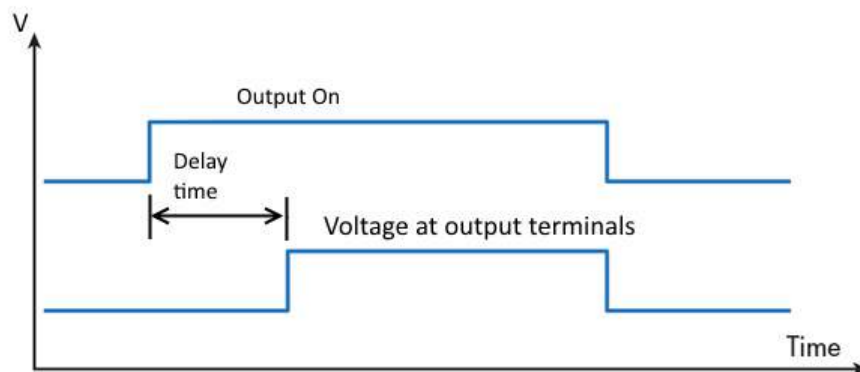 V
Output On
Delay
time
Voltage at output terminals
Time